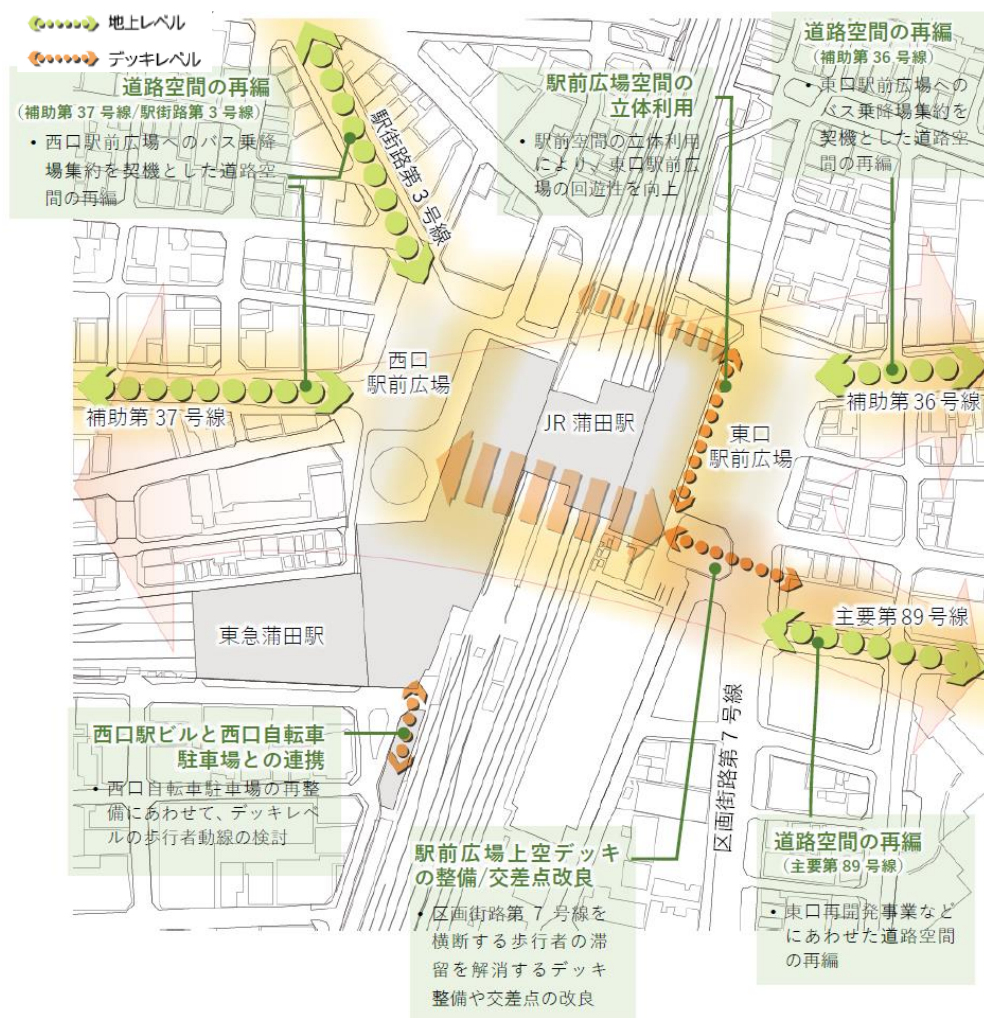 地上レベル
デッキレベル
道路空間の再編
(補助第37号線/駅街路第3号線)
• 西口駅前広場へのバス乗降
場集約を契機とした道路空
間の再編
駅前広場空間の
立体利用
• 駅前空間の立体利用
により、東口駅前広
場の回遊性を向上
道路空間の再編
(補助第36号線)
• 東口駅前広場への
バス乗降場集約を
契機とした道路空
間の再編
駅街路第3号線
西口
駅前広場
補助第37号線
JR蒲田駅
東口
駅前広場
補助第36号線
東急蒲田駅
主要第89号線
区画街路第7号線
西口駅ビルと西口自転車
駐車場との連携
• 西口自転車駐車場の再整
備にあわせて、デッキレベ
ルの歩行者動線の検討
駅前広場上空デッキ
の整備/交差点改良
• 区画街路第7号線を
横断する歩行者の滞
留を解消するデッキ
整備や交差点の改良
道路空間の再編
(主要第89号線)
• 東口再開発事業など
にあわせた道路空間
の再編